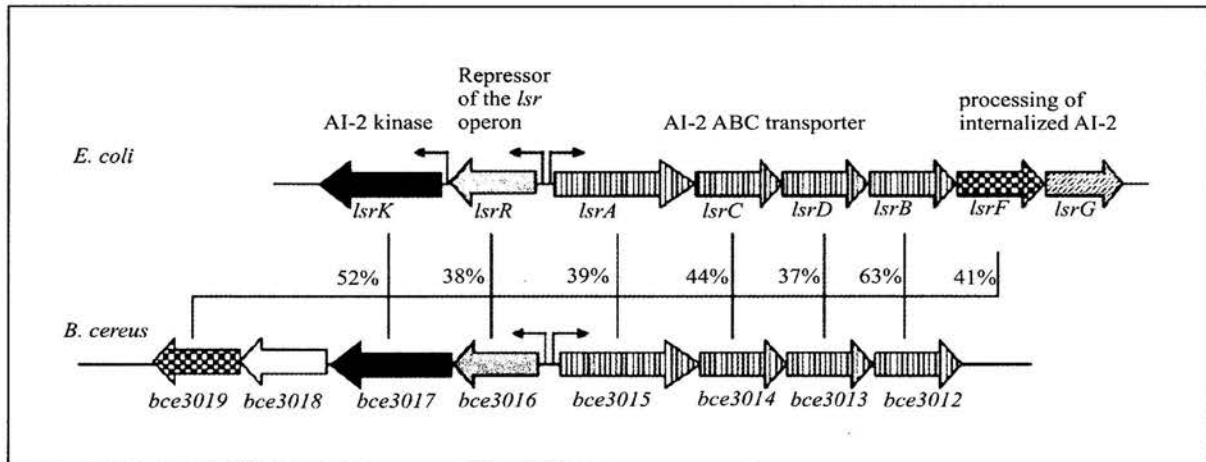 Repressor
of the lsr
operon
AI-2 kinase
AI-2 ABC transporter
processing of
internalized AI-2
E. coli
lsrK lsrR lsrA lsrC lsrD lsrB lsrF lsrG
52% 38% 39% 44% 37% 63% 41%
B. cereus
bce3019 bce3018 bce3017 bce3016 bce3015 bce3014 bce3013 bce3012